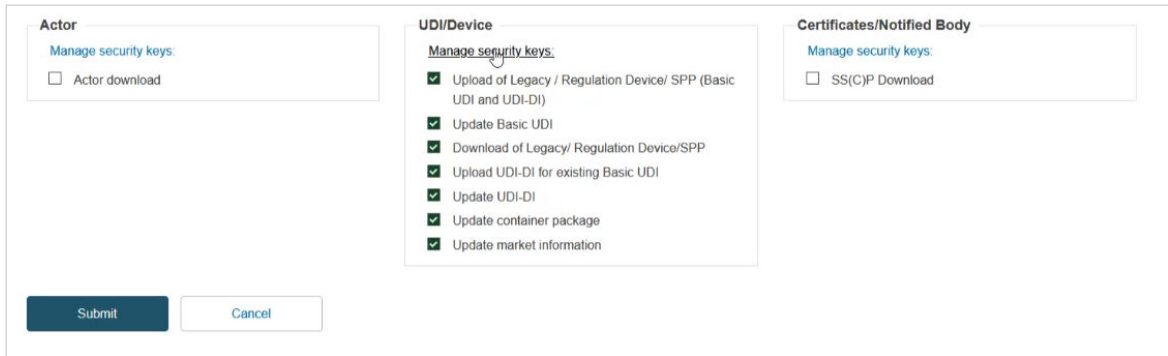 Actor
Manage security keys:
Actor download
UDI/Device
Manage security keys:
Upload of Legacy / Regulation Device/ SPP (Basic
UDI and UDI-DI)
Update Basic UDI
Download of Legacy/ Regulation Device/SPP
Upload UDI-DI for existing Basic UDI
Update UDI-DI
Update container package
Update market information
Certificates/Notified Body
Manage security keys:
SS(C)P Download
Submit
Cancel